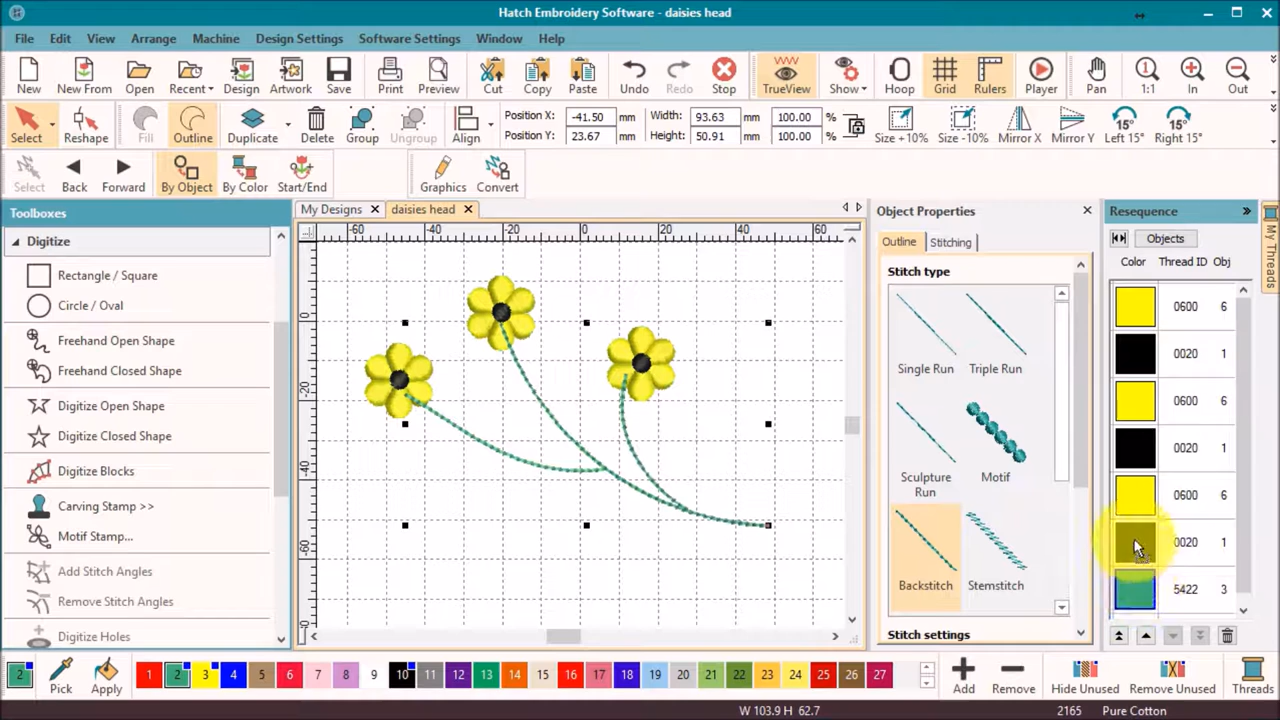 Hatch Embroidery Software - daisies head
File Edit View Arrange Machine Design Settings Software Settings Window Help
New New From Open Recent Design Artwork Save Print Preview Cut Copy Paste Undo Redo Stop TrueView Show Hoop Grid Rulers Player Pan 1:1 In Out
1
Select Reshape Fill Outline Duplicate Delete Group Ungroup Align
Position X: -41.50 mm Width: 93.63 mm 100.00 %
Position Y: 23.67 mm Height: 50.91 mm 100.00 %
Size +10% Size -10% Mirror X Mirror Y 15° Left 15° 15° Right 15°
Select Back Forward By Object By Color Start/End Graphics Convert
Toolboxes
Digitize
Rectangle / Square
Circle / Oval
Freehand Open Shape
Freehand Closed Shape
Digitize Open Shape
Digitize Closed Shape
Digitize Blocks
Carving Stamp >>
Motif Stamp...
Add Stitch Angles
Remove Stitch Angles
Digitize Holes
My Designs daisies head
-60 -40 -20 0 20 40 60
0
-20
-40
-60
Object Properties
Outline Stitching
Stitch type
Single Run Triple Run
Sculpture Run Motif
Backstitch Stemstitch
Stitch settings
Resequence
Objects
Color Thread ID Obj
0600 6
0020 1
0600 6
0020 1
0600 6
0020 1
5422 3
My Threads
2 Pick Apply 1 2 3 4 5 6 7 8 9 10 11 12 13 14 15 16 17 18 19 20 21 22 23 24 25 26 27 Add Remove Hide Unused Remove Unused Threads
W 103.9 H 62.7 2165 Pure Cotton